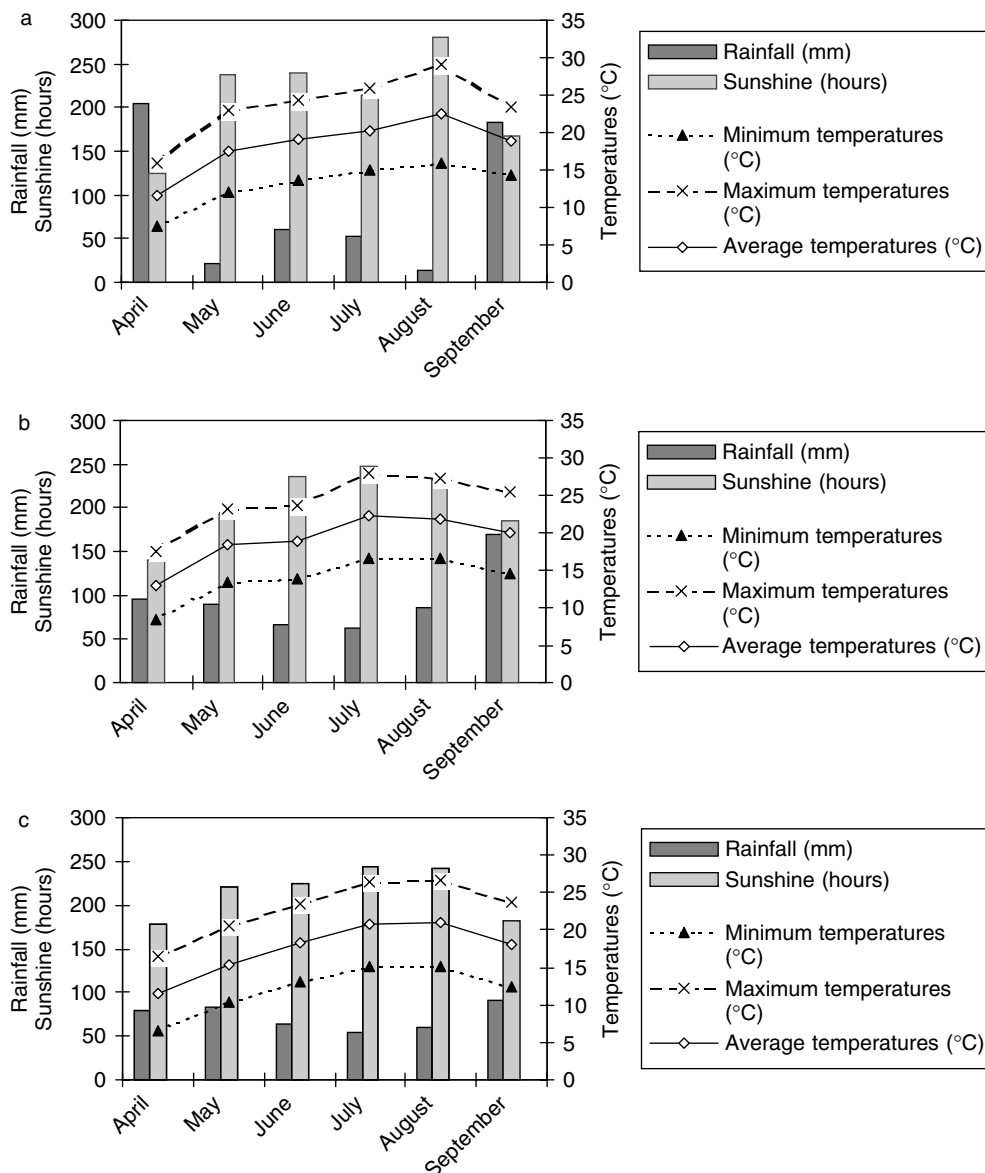 a
300
250
200
150
100
50
0
Rainfall (mm)
Sunshine (hours)
35
30
25
20
15
10
5
0
Temperatures (°C)
April
May
June
July
August
September
Rainfall (mm)
Sunshine (hours)
Minimum temperatures
(°C)
Maximum temperatures
(°C)
Average temperatures (°C)
b
300
250
200
150
100
50
0
Rainfall (mm)
Sunshine (hours)
35
30
25
20
15
10
5
0
Temperatures (°C)
April
May
June
July
August
September
Rainfall (mm)
Sunshine (hours)
Minimum temperatures
(°C)
Maximum temperatures
(°C)
Average temperatures (°C)
c
300
250
200
150
100
50
0
Rainfall (mm)
Sunshine (hours)
35
30
25
20
15
10
5
0
Temperatures (°C)
April
May
June
July
August
September
Rainfall (mm)
Sunshine (hours)
Minimum temperatures
(°C)
Maximum temperatures
(°C)
Average temperatures (°C)